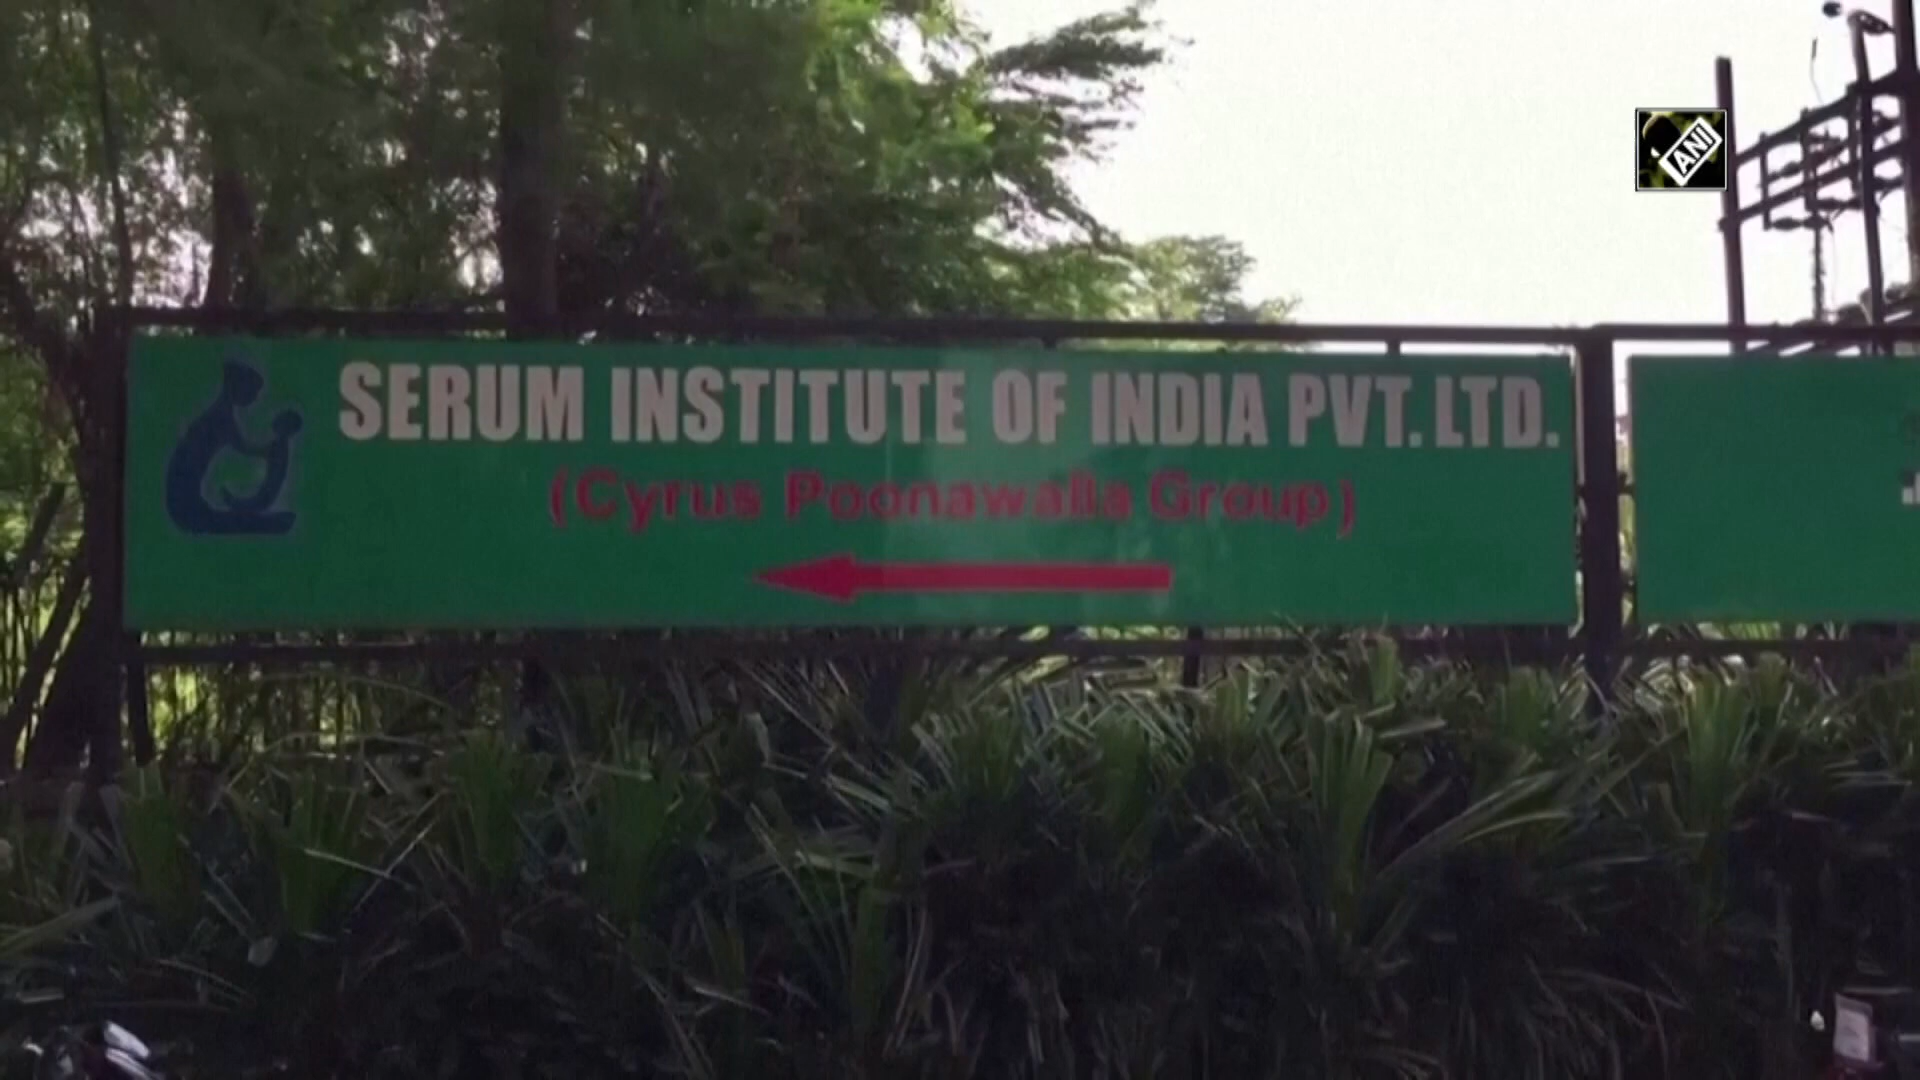 ANI
SERUM INSTITUTE OF INDIA PVT. LTD.
(Cyrus Poonawalla Group)